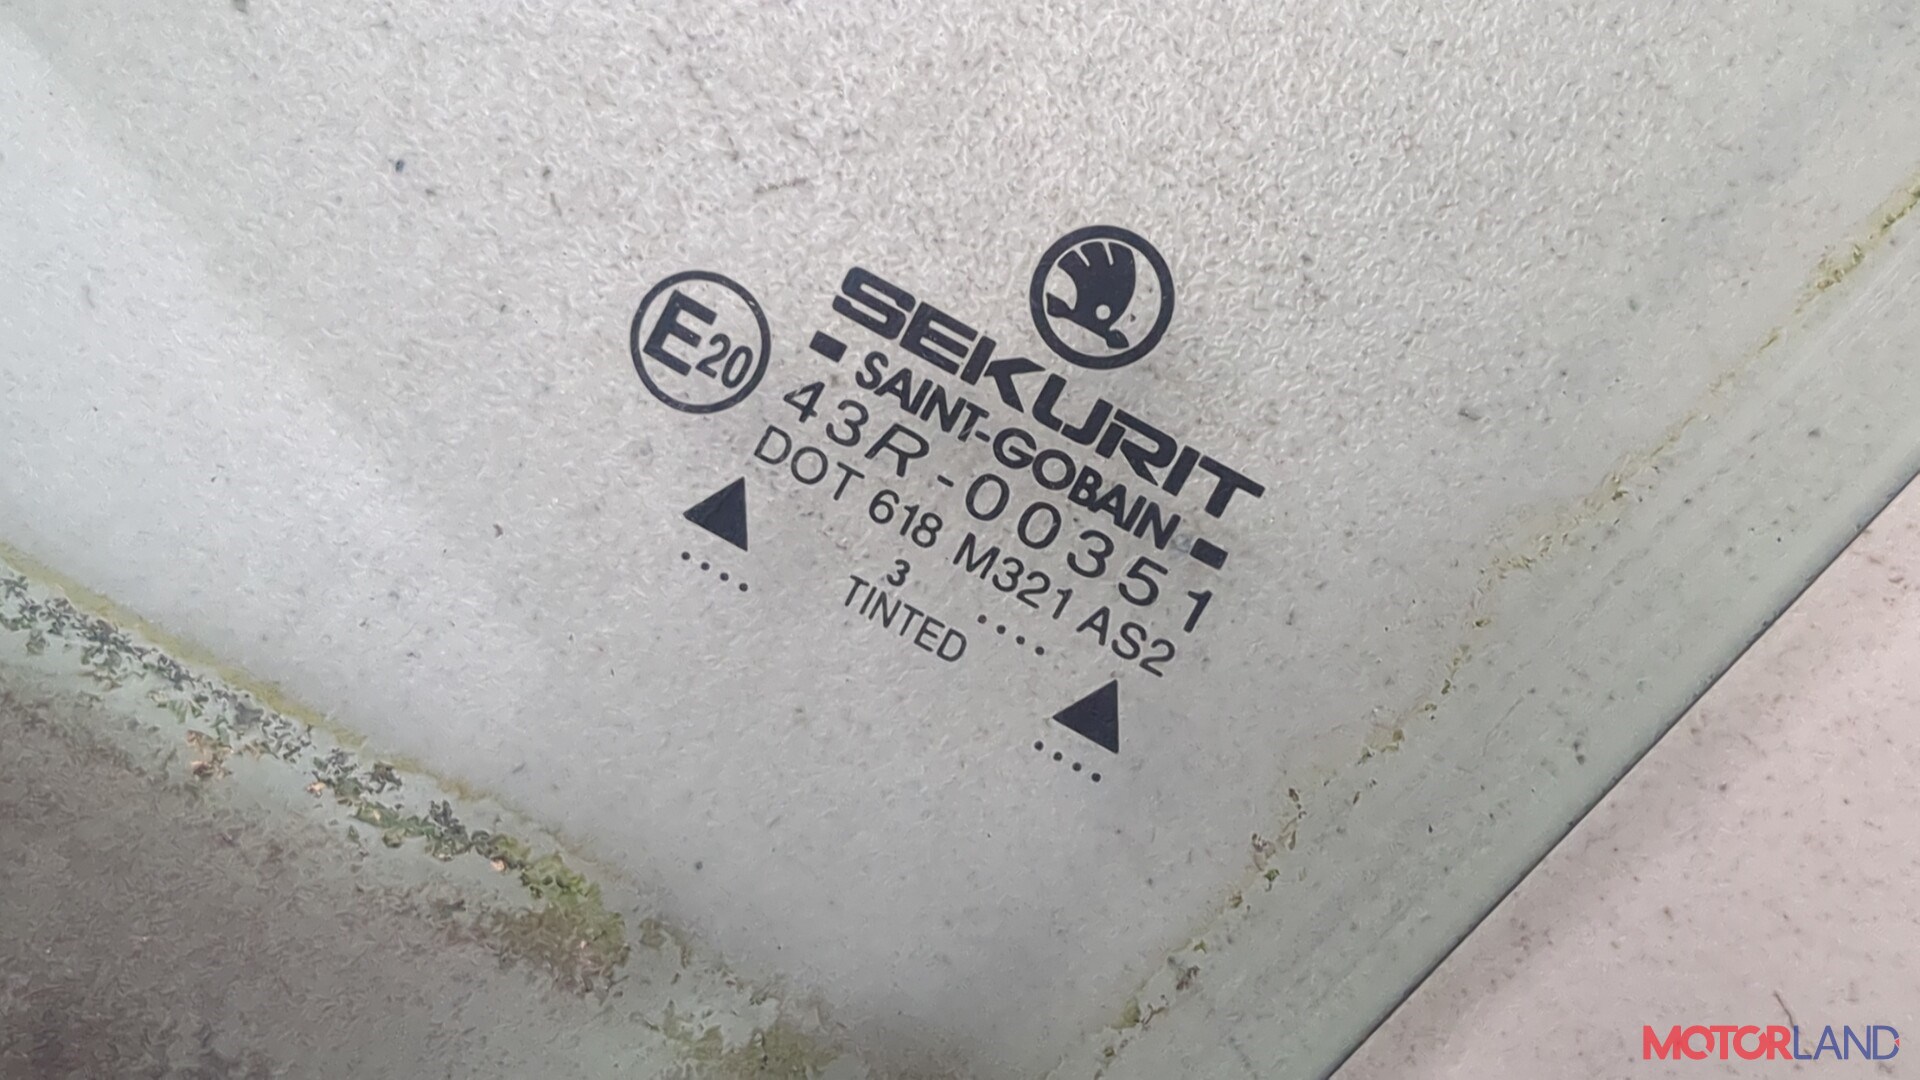 SEKURIT
SAINT-GOBAIN
E20
43R-00351
DOT 618 M321 AS2
.... 3 ....
TINTED
....
MOTORLAND